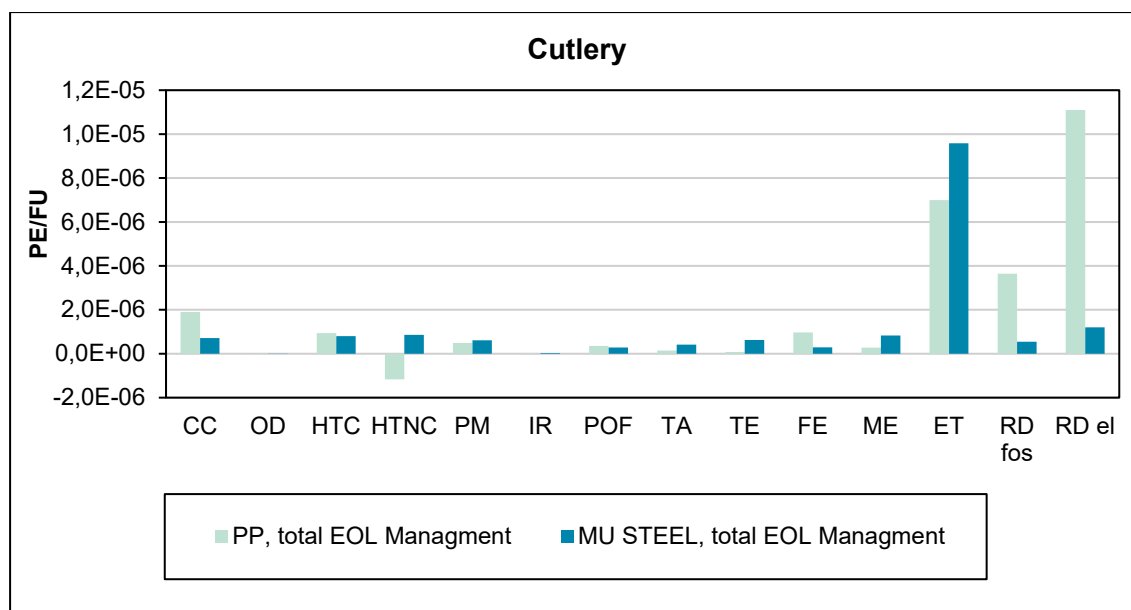 Cutlery
1,2E-05
1,0E-05
8,0E-06
6,0E-06
4,0E-06
2,0E-06
0,0E+00
-2,0E-06
PE/FU
CC OD HTC HTNC PM IR POF TA TE FE ME ET RD fos RD el
PP, total EOL Managment MU STEEL, total EOL Managment